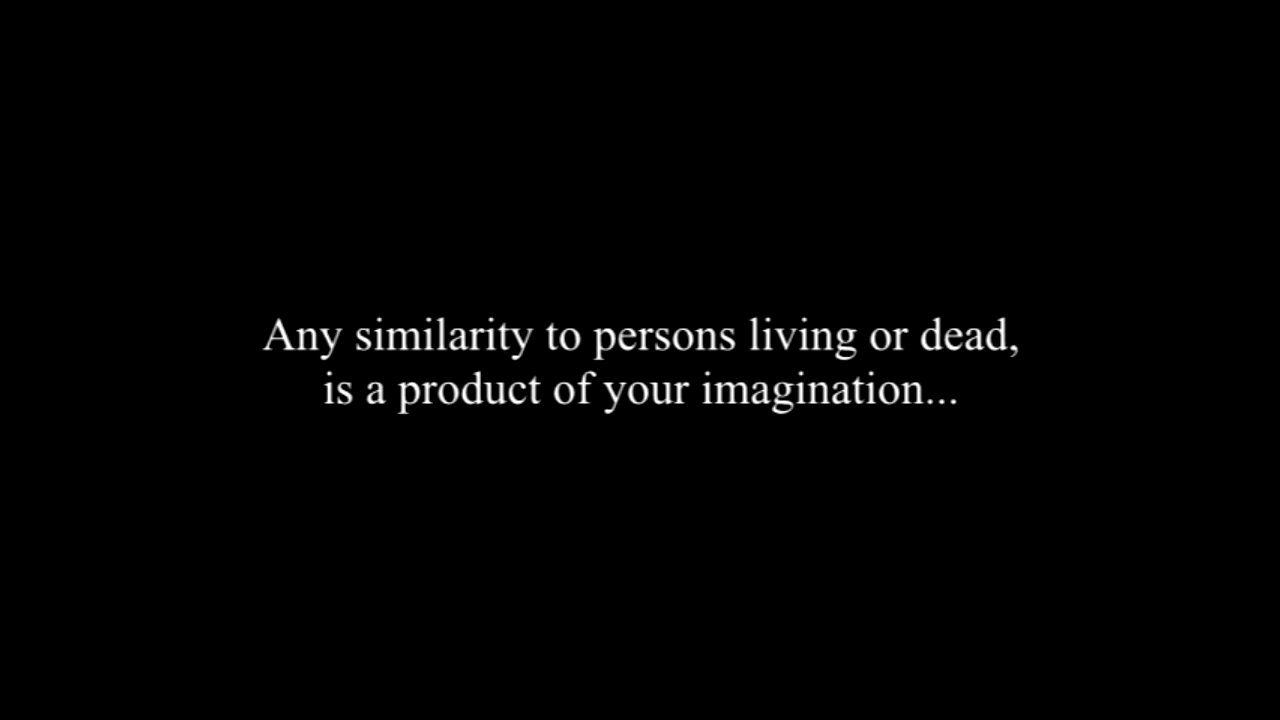 Any similarity to persons living or dead,
is a product of your imagination...